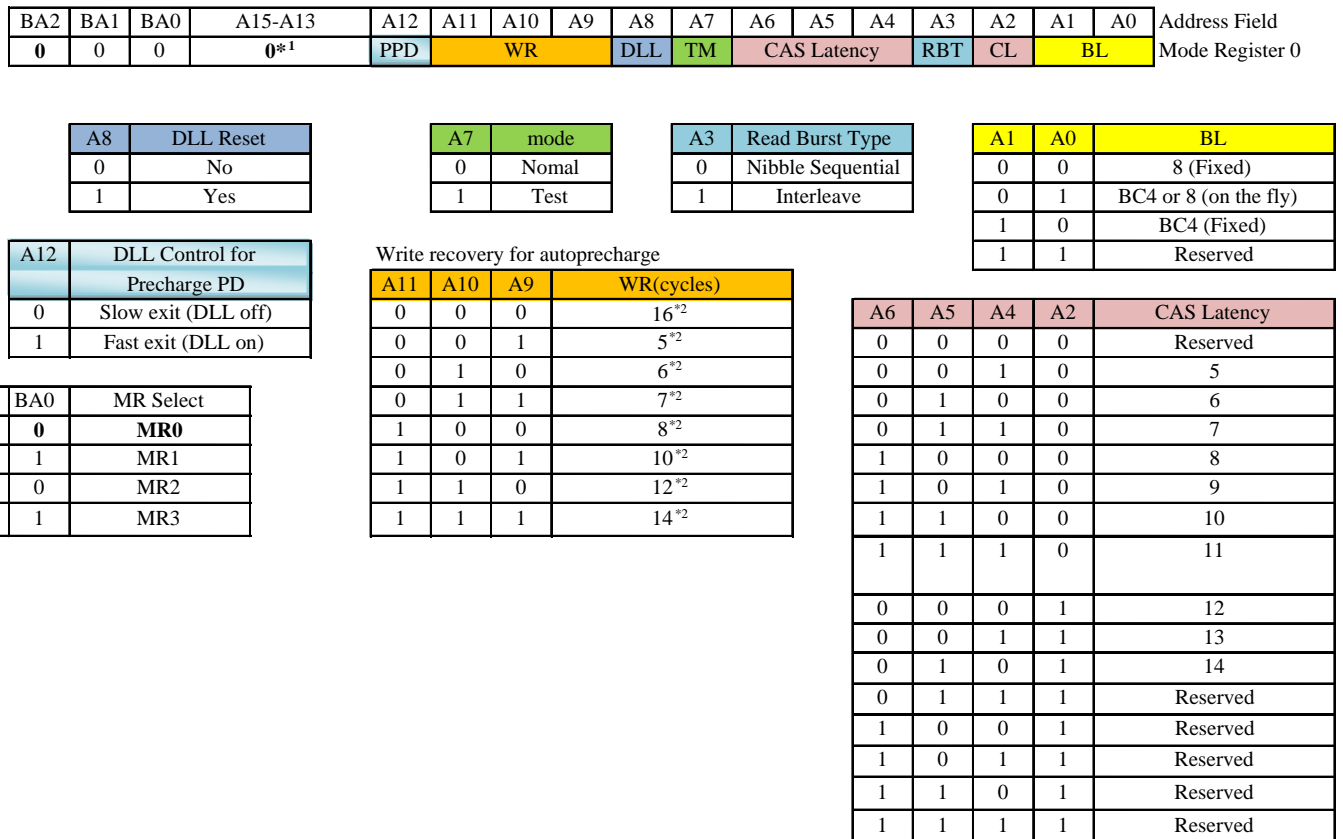 BA2 BA1 BA0 A15-A13 A12 A11 A10 A9 A8 A7 A6 A5 A4 A3 A2 A1 A0 Address Field
0 0 0 0*1 PPD WR DLL TM CAS Latency RBT CL BL Mode Register 0
A8 DLL Reset
0 No
1 Yes
A7 mode
0 Nomal
1 Test
A3 Read Burst Type
0 Nibble Sequential
1 Interleave
A1 A0 BL
0 0 8 (Fixed)
0 1 BC4 or 8 (on the fly)
1 0 BC4 (Fixed)
1 1 Reserved
A12 DLL Control for
Precharge PD
0 Slow exit (DLL off)
1 Fast exit (DLL on)
BA0 MR Select
0 MR0
1 MR1
0 MR2
1 MR3
Write recovery for autoprecharge
A11 A10 A9 WR(cycles)
0 0 0 16*2
0 0 1 5*2
0 1 0 6*2
0 1 1 7*2
1 0 0 8*2
1 0 1 10*2
1 1 0 12*2
1 1 1 14*2
A6 A5 A4 A2 CAS Latency
0 0 0 0 Reserved
0 0 1 0 5
0 1 0 0 6
0 1 1 0 7
1 0 0 0 8
1 0 1 0 9
1 1 0 0 10
1 1 1 0 11
0 0 0 1 12
0 0 1 1 13
0 1 0 1 14
0 1 1 1 Reserved
1 0 0 1 Reserved
1 0 1 1 Reserved
1 1 0 1 Reserved
1 1 1 1 Reserved